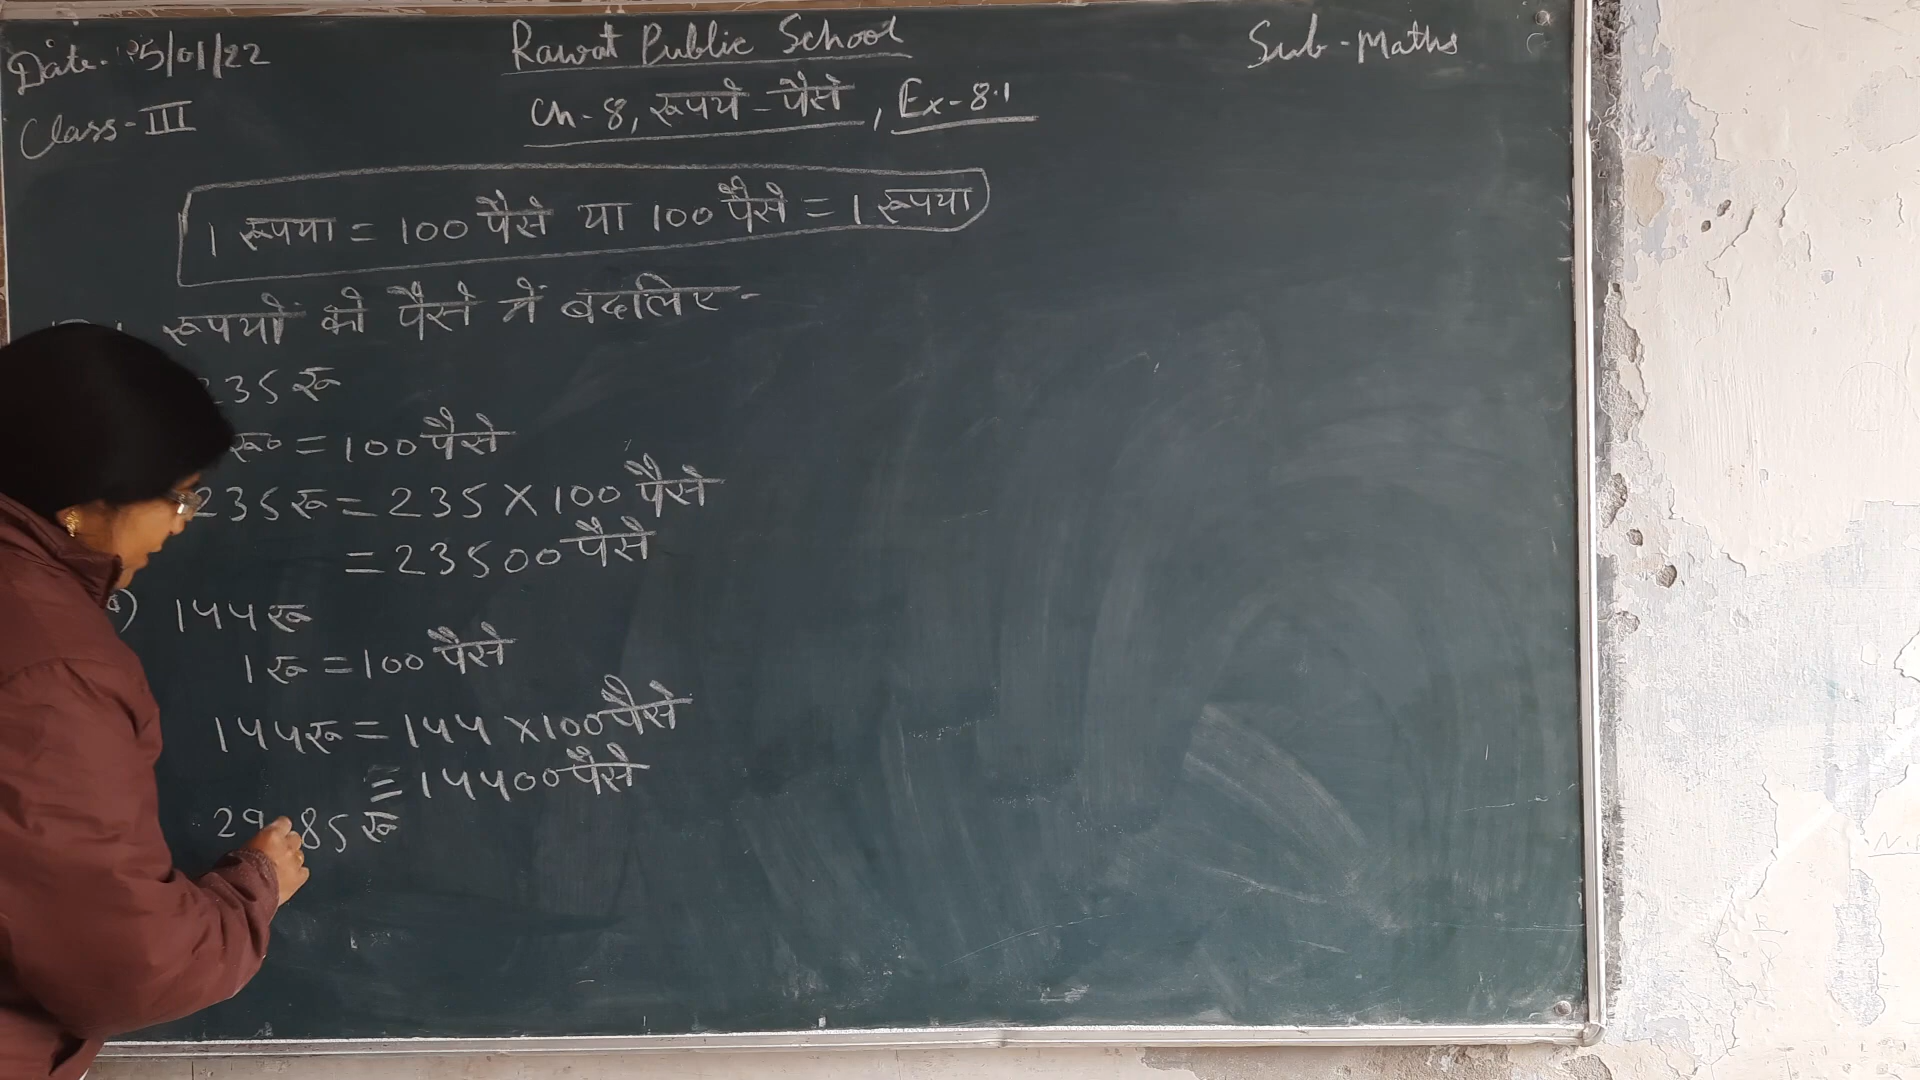 Date. 25/01/22 Rawat Public School Sub - Maths
Class-III Ch-8, रूपये-पैसे, Ex-8.1
1 रूपया = 100 पैसे या 100 पैसे = 1 रूपया
रूपयों को पैसे में बदलिए-
235 रू
रू० = 100 पैसे
235 रू = 235 X 100 पैसे
= 23500 पैसे
144 रू
1 रू = 100 पैसे
144 रू = 144 X 100 पैसे
= 14400 पैसे
29 85 रू